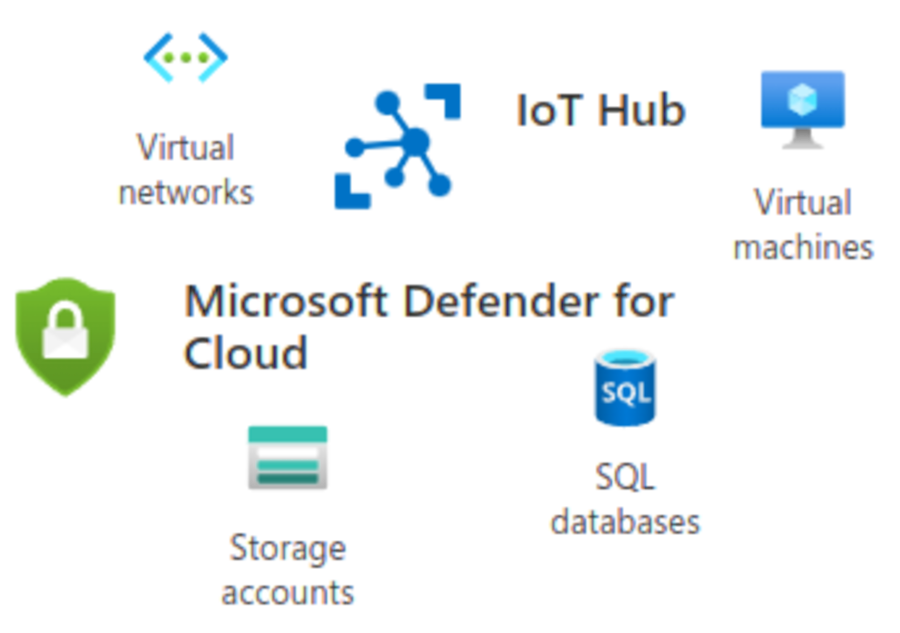 Virtual
networks
IoT Hub
Virtual
machines
Microsoft Defender for
Cloud
SQL
SQL
databases
Storage
accounts